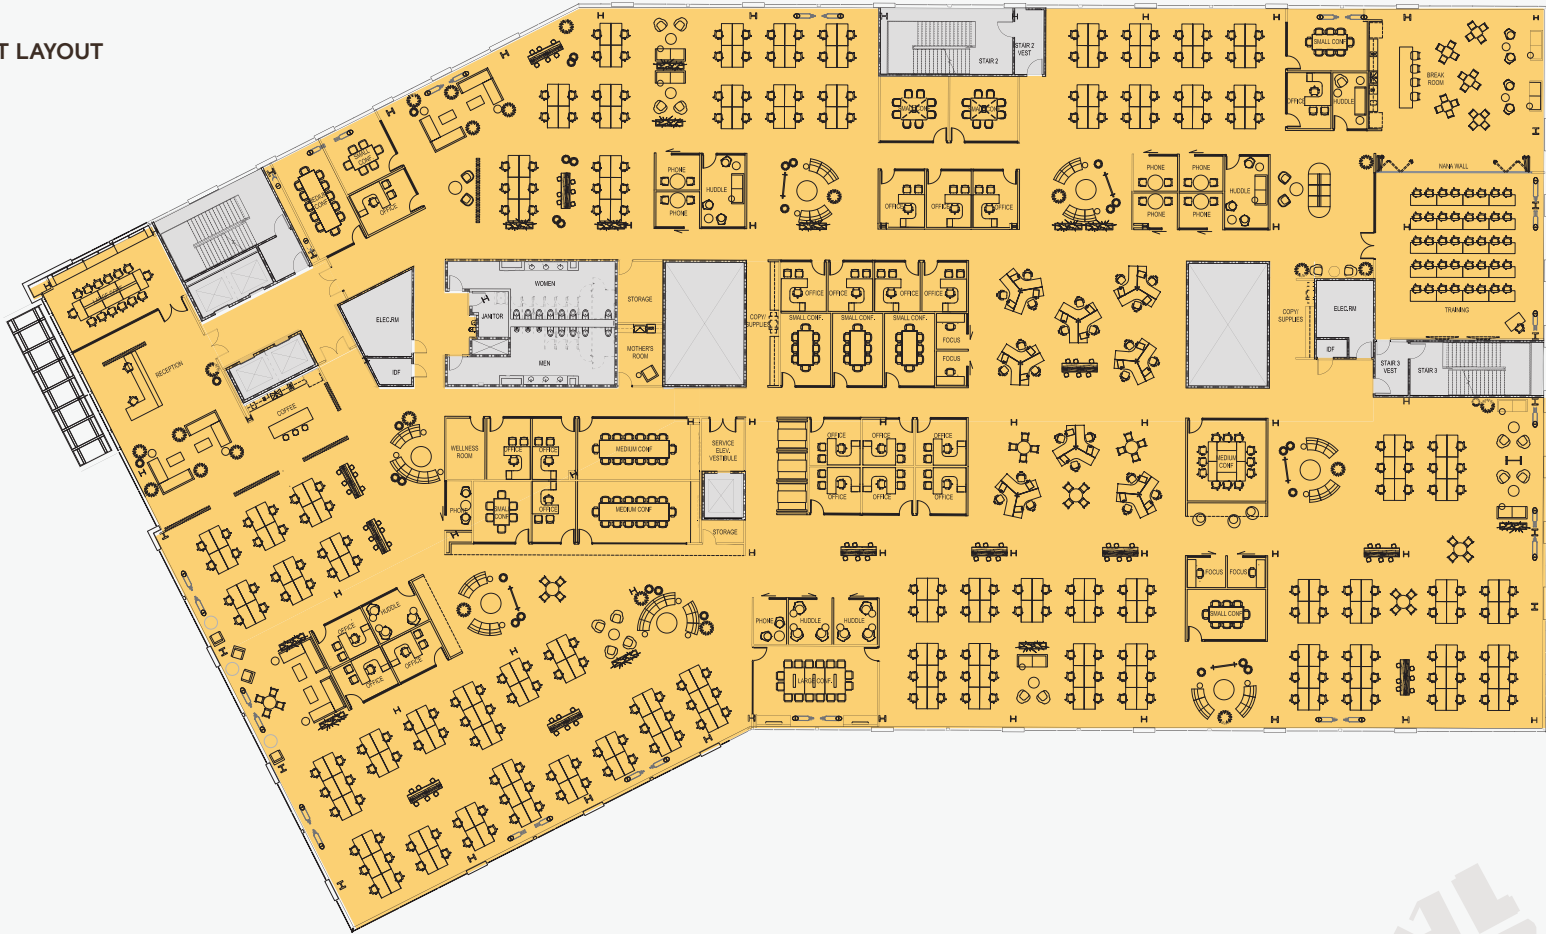 T LAYOUT
STAIR 2
STAIR 2
VEST
SMALL CONF
BREAK
ROOM
OFFICE
HUDDLE
SMALL
CONF
OFFICE
MEDIUM
CONF
PHONE
PHONE
HUDDLE
OFFICE
OFFICE
OFFICE
PHONE
PHONE
PHONE
PHONE
HUDDLE
NANA WALL
TRAINING
WOMEN
JANITOR
MEN
STORAGE
MOTHER'S
ROOM
ELEC.RM
IDF
COPY/
SUPPLIES
OFFICE
OFFICE
OFFICE
OFFICE
SMALL CONF.
SMALL CONF.
SMALL CONF.
FOCUS
FOCUS
COPY/
SUPPLIES
ELEC.RM
IDF
STAIR 3
VEST
STAIR 3
RECEPTION
COFFEE
WELLNESS
ROOM
OFFICE
OFFICE
MEDIUM CONF
SERVICE
ELEV.
VESTIBULE
PHONE
SMALL
CONF
OFFICE
MEDIUM CONF
STORAGE
OFFICE
OFFICE
OFFICE
OFFICE
OFFICE
OFFICE
MEDIUM
CONF
FOCUS
FOCUS
SMALL CONF
OFFICE
HUDDLE
OFFICE
OFFICE
PHONE
HUDDLE
HUDDLE
LARGE CONF.